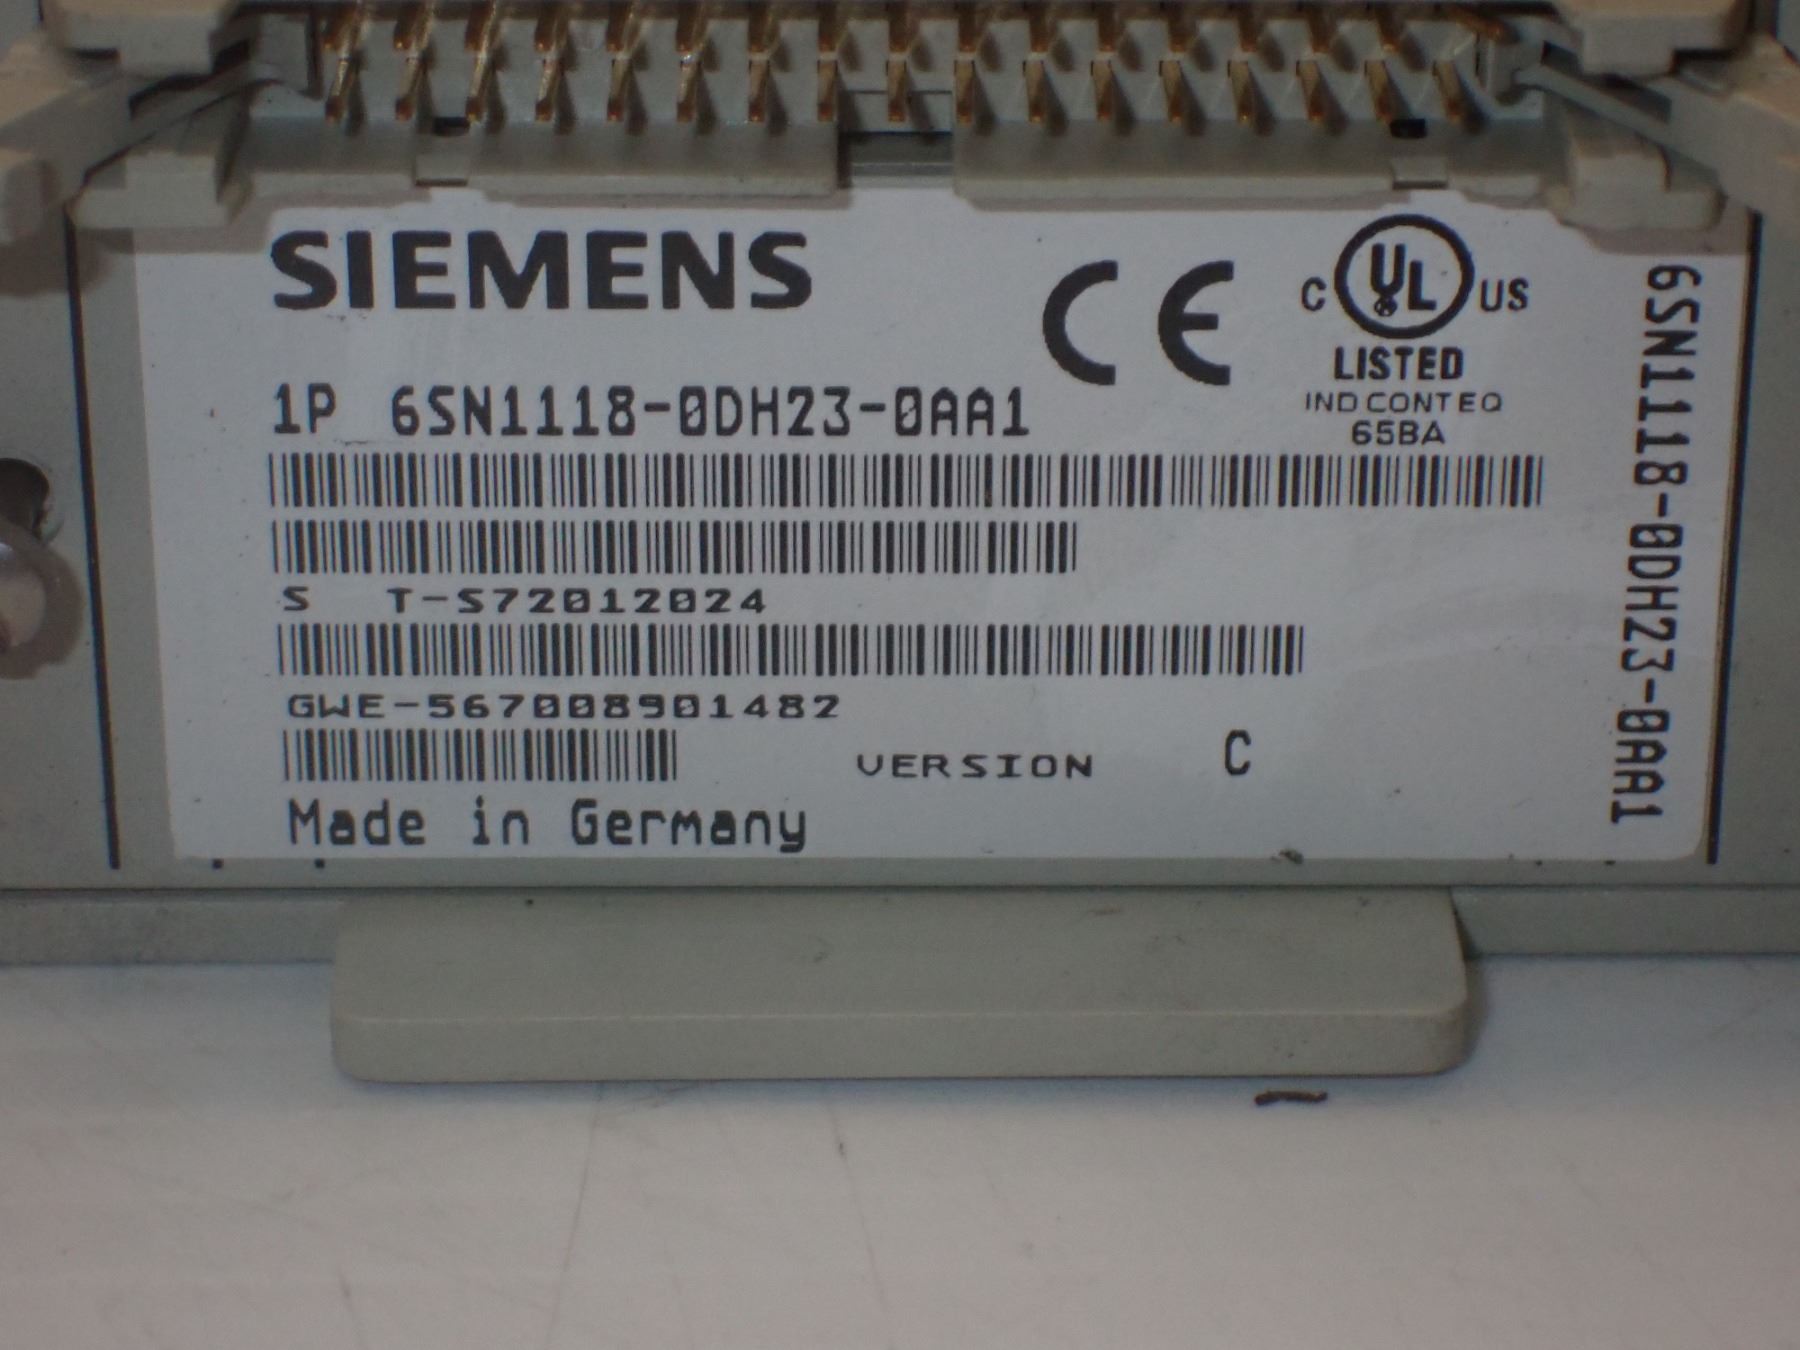 SIEMENS
CE
C UL US
LISTED
IND CONT EQ
65BA
1P 6SN1118-0DH23-0AA1
S T-S72012024
GWE-567008901482
VERSION C
Made in Germany
6SN1118-0DH23-0AA1